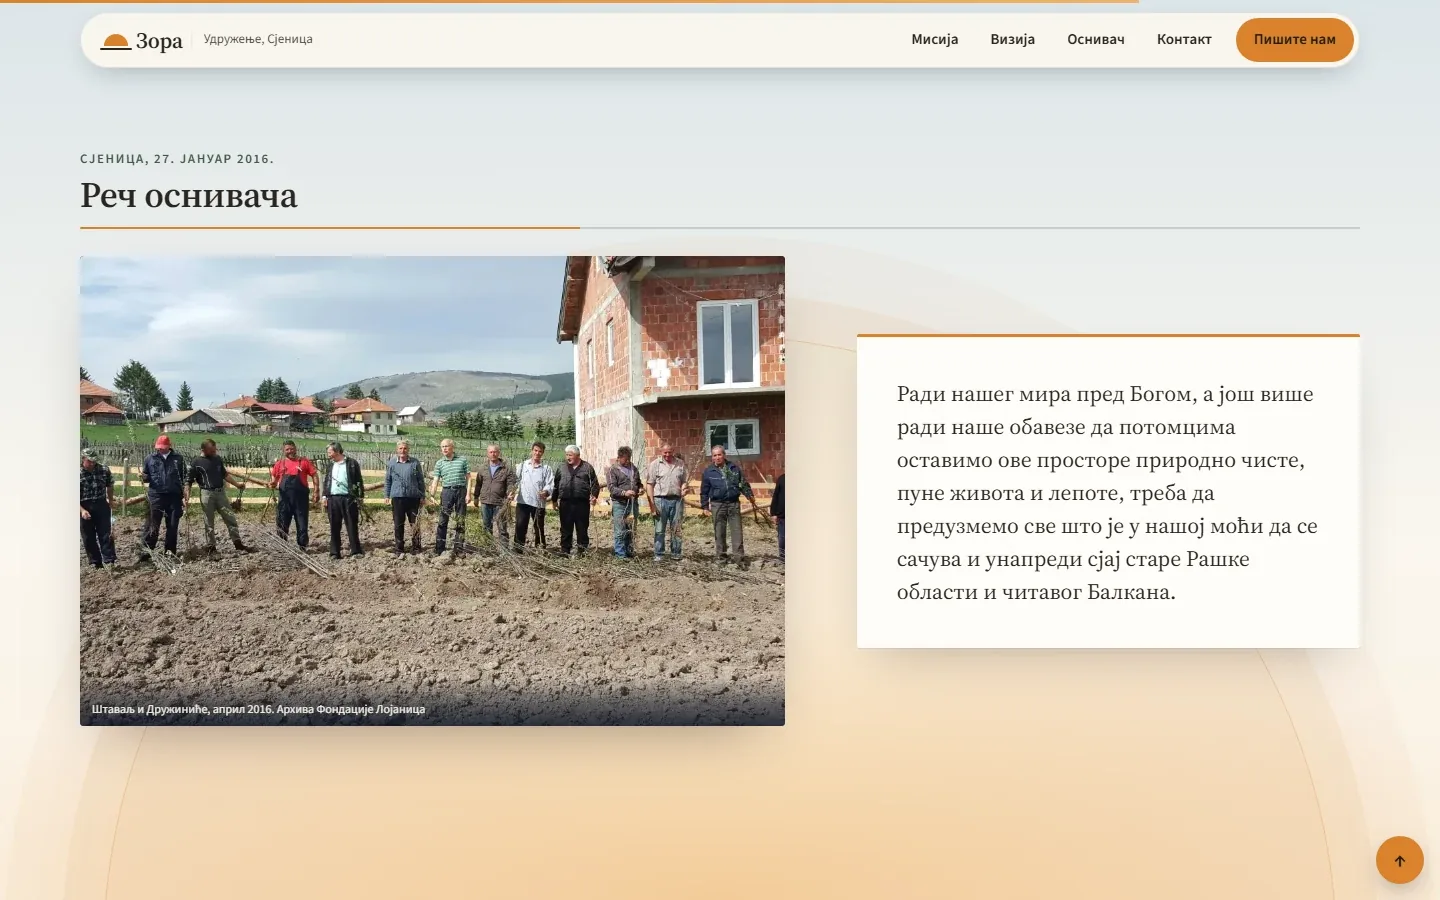 Зора
Удружење, Сјеница
Мисија
Визија
Оснивач
Контакт
Пишите нам
СЈЕНИЦА, 27. ЈАНУАР 2016.
Реч оснивача
Ради нашег мира пред Богом, а још више
ради наше обавезе да потомцима
оставимо ове просторе природно чисте,
пуне живота и лепоте, треба да
предузмемо све што је у нашој моћи да се
сачува и унапреди сјај старе Рашке
области и читавог Балкана.
Штаваљ и Дружиниће, април 2016. Архива Фондације Лојаница